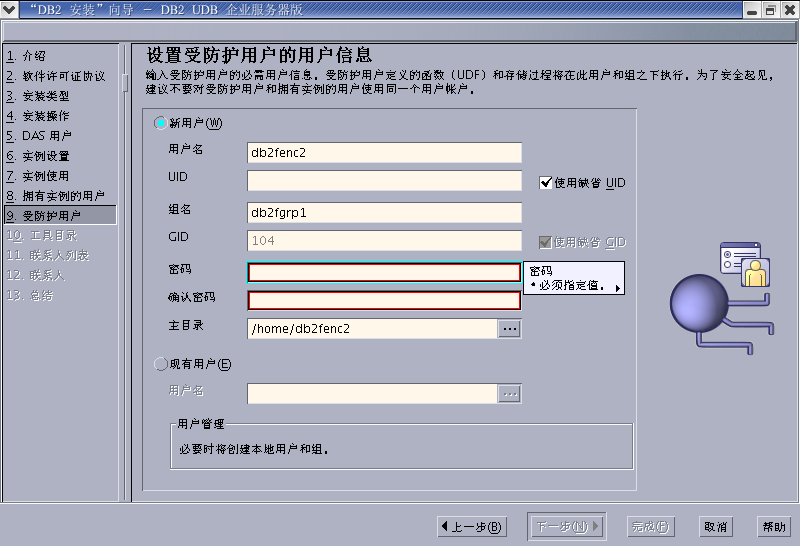 “DB2 安装”向导 － DB2 UDB 企业服务器版
1. 介绍
2. 软件许可证协议
3. 安装类型
4. 安装操作
5. DAS 用户
6. 实例设置
7. 实例使用
8. 拥有实例的用户
9. 受防护用户
10. 工具目录
11. 联系人列表
12. 联系人
13. 总结
设置受防护用户的用户信息
输入受防护用户的必需用户信息。受防护用户定义的函数（UDF）和存储过程将在此用户和组之下执行。为了安全起见，
建议不要对受防护用户和拥有实例的用户使用同一个用户帐户。
新用户(W)
用户名 db2fenc2
UID 使用缺省 UID
组名 db2fgrp1
GID 104 使用缺省 GID
密码 密码
• 必须指定值。
确认密码
主目录 /home/db2fenc2 ...
现有用户(E)
用户名 ...
用户管理
必要时将创建本地用户和组。
上一步(B) 下一步(N) 完成(F) 取消 帮助